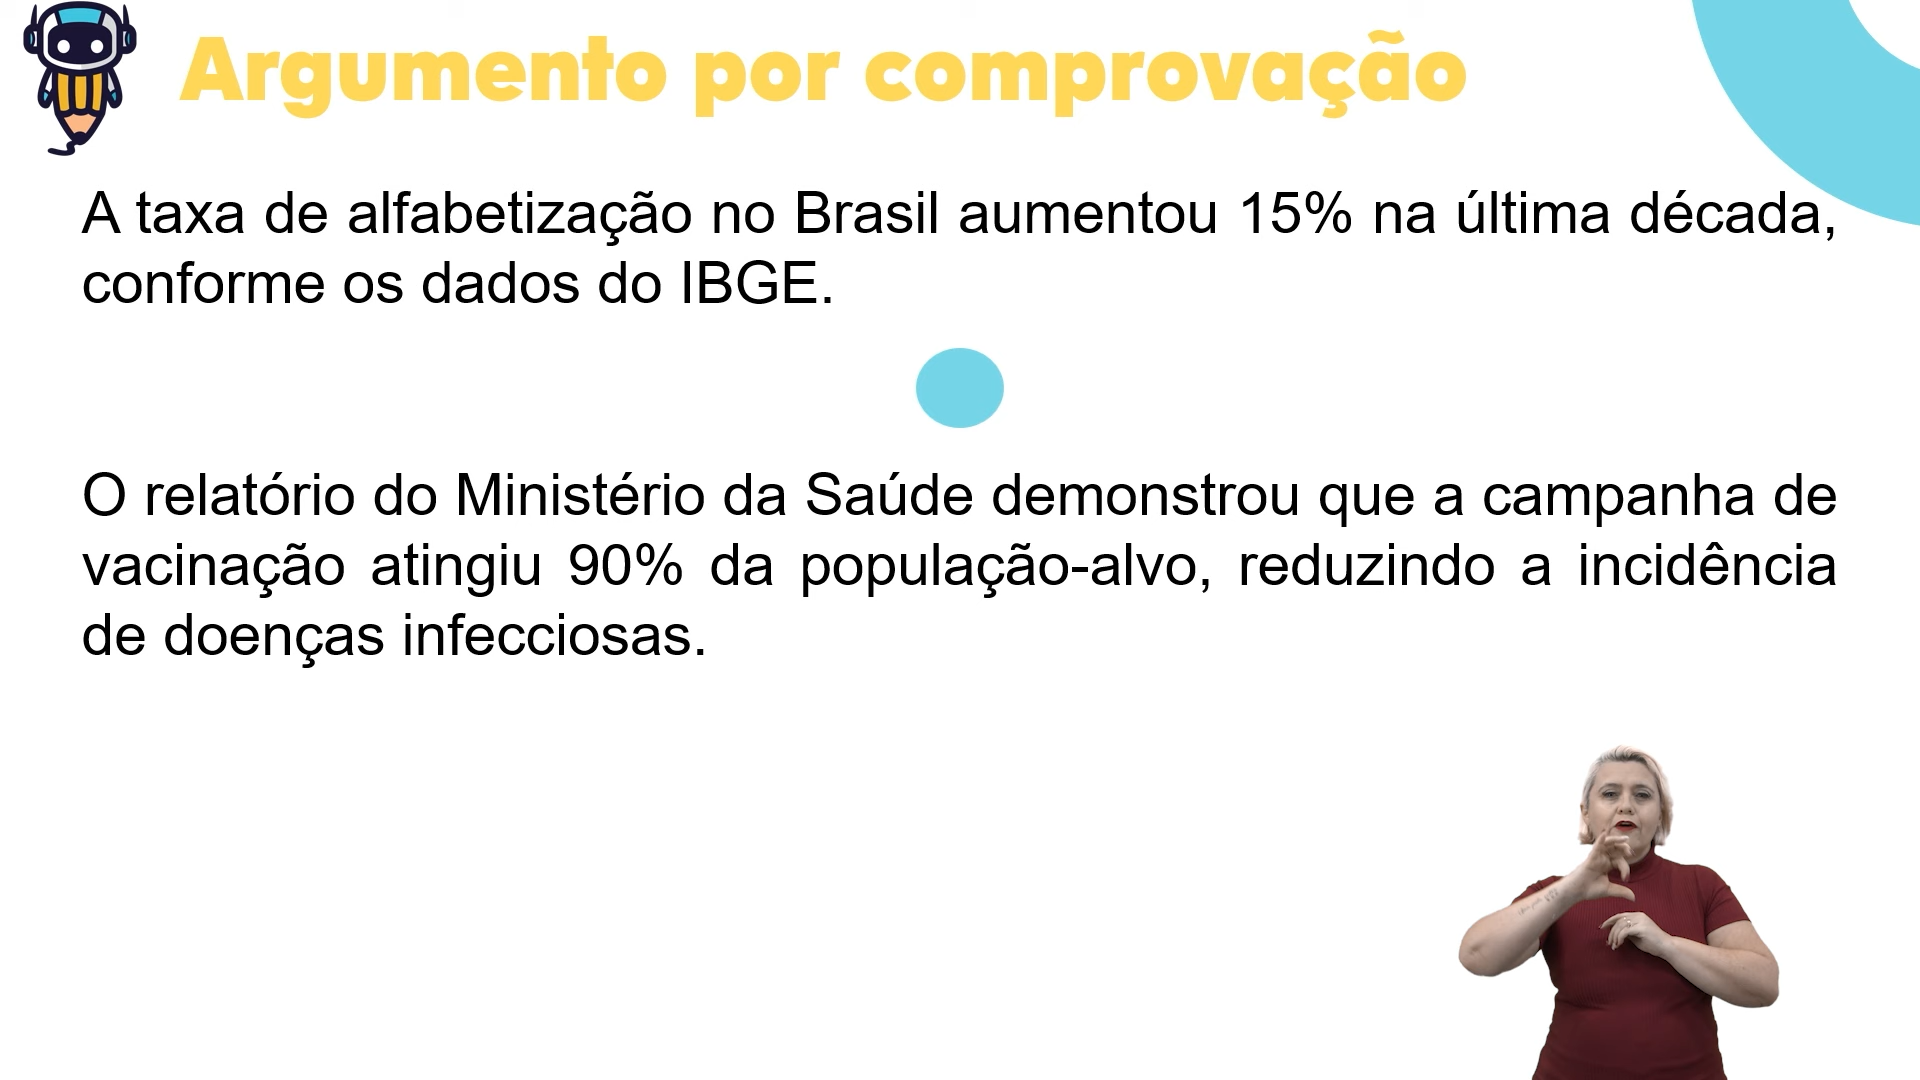 Argumento por comprovação
A taxa de alfabetização no Brasil aumentou 15% na última década,
conforme os dados do IBGE.
O relatório do Ministério da Saúde demonstrou que a campanha de
vacinação atingiu 90% da população-alvo, reduzindo a incidência
de doenças infecciosas.